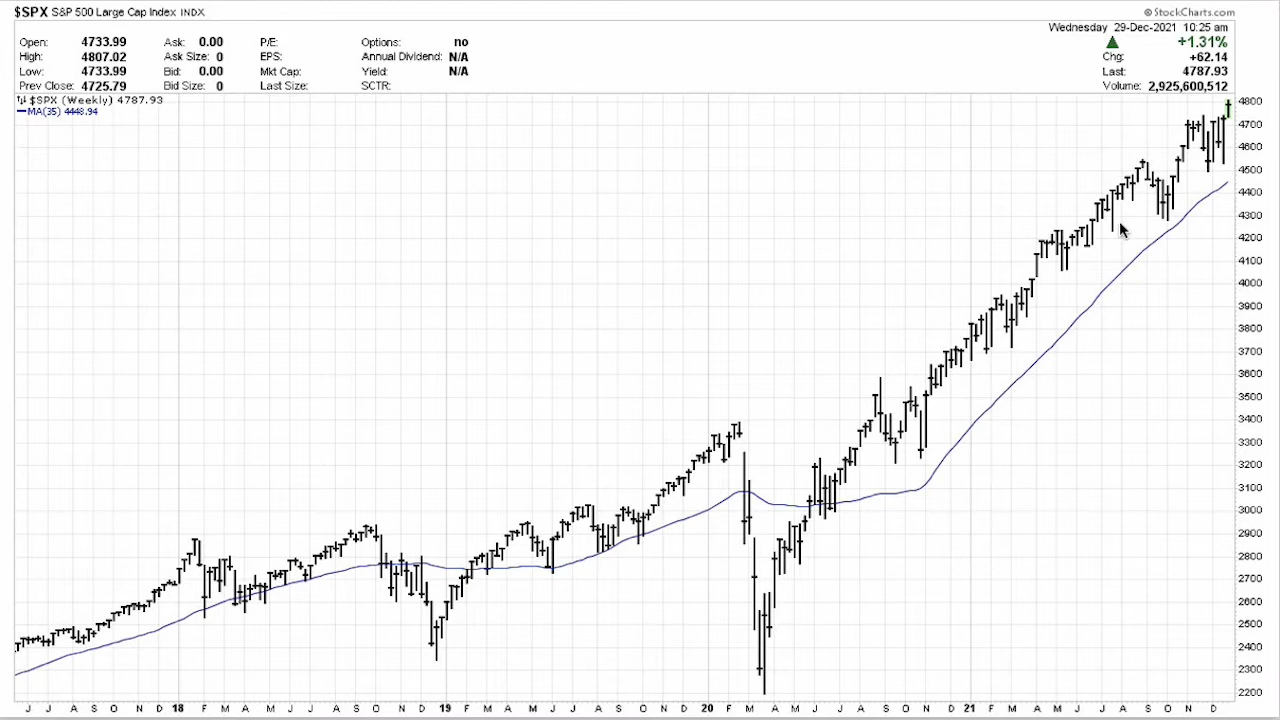 $SPX S&P 500 Large Cap Index INDX
© StockCharts.com
Wednesday 29-Dec-2021 10:25 am
Open: 4733.99 Ask: 0.00 P/E: Options: no
+1.31%
High: 4807.02 Ask Size: 0 EPS: Annual Dividend: N/A
Chg: +62.14
Low: 4733.99 Bid: 0.00 Mkt Cap: Yield: N/A
Last: 4787.93
Prev Close: 4725.79 Bid Size: 0 Last Size: SCTR:
Volume: 2,925,600,512
$SPX (Weekly) 4787.93
MA(35) 4448.94
4800
4700
4600
4500
4400
4300
4200
4100
4000
3900
3800
3700
3600
3500
3400
3300
3200
3100
3000
2900
2800
2700
2600
2500
2400
2300
2200
J J A S O N D 18 F M A M J J A S O N D 19 F M A M J J A S O N D 20 F M A M J J A S O N D 21 F M A M J J A S O N D